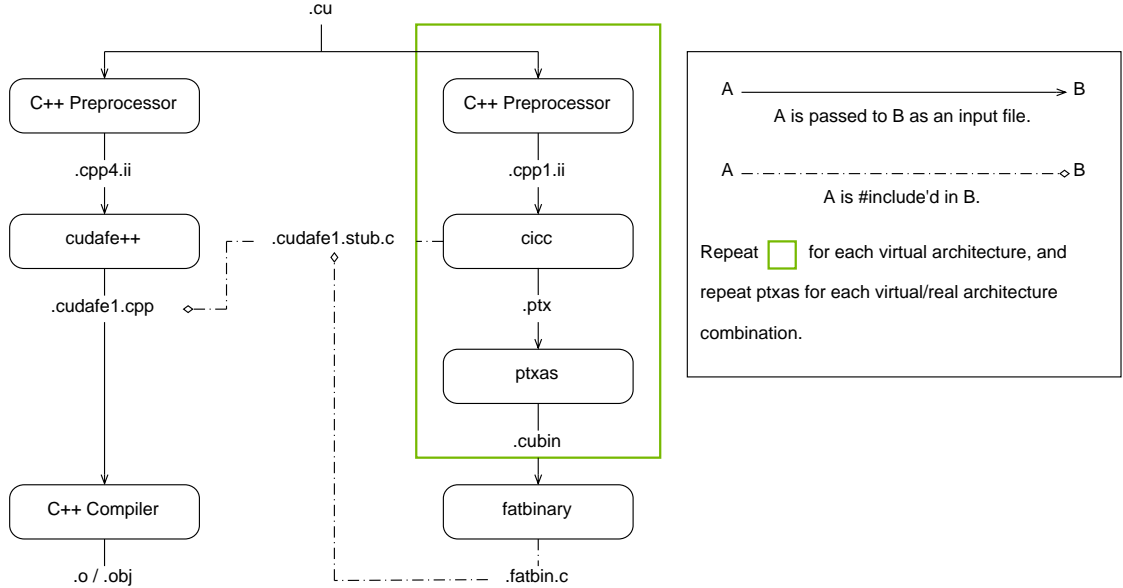 .cu
C++ Preprocessor
C++ Preprocessor
.cpp4.ii
.cpp1.ii
cudafe++
.cudafe1.stub.c
cicc
.cudafe1.cpp
.ptx
ptxas
.cubin
C++ Compiler
fatbinary
.o / .obj
.fatbin.c
A
B
A is passed to B as an input file.
A
B
A is #include'd in B.
Repeat for each virtual architecture, and
repeat ptxas for each virtual/real architecture
combination.